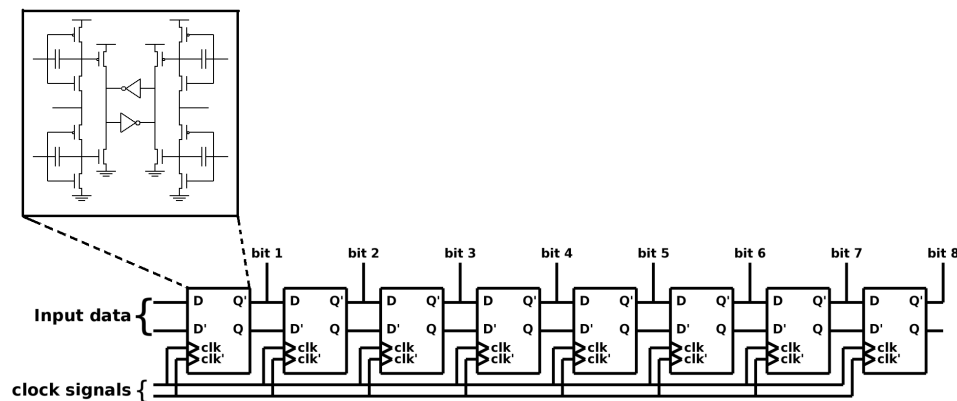 bit 1 bit 2 bit 3 bit 4 bit 5 bit 6 bit 7 bit 8
D Q' D Q' D Q' D Q' D Q' D Q' D Q' D Q'
Input data
D' Q D' Q D' Q D' Q D' Q D' Q D' Q D' Q
clk clk clk clk clk clk clk clk
clk' clk' clk' clk' clk' clk' clk' clk'
clock signals